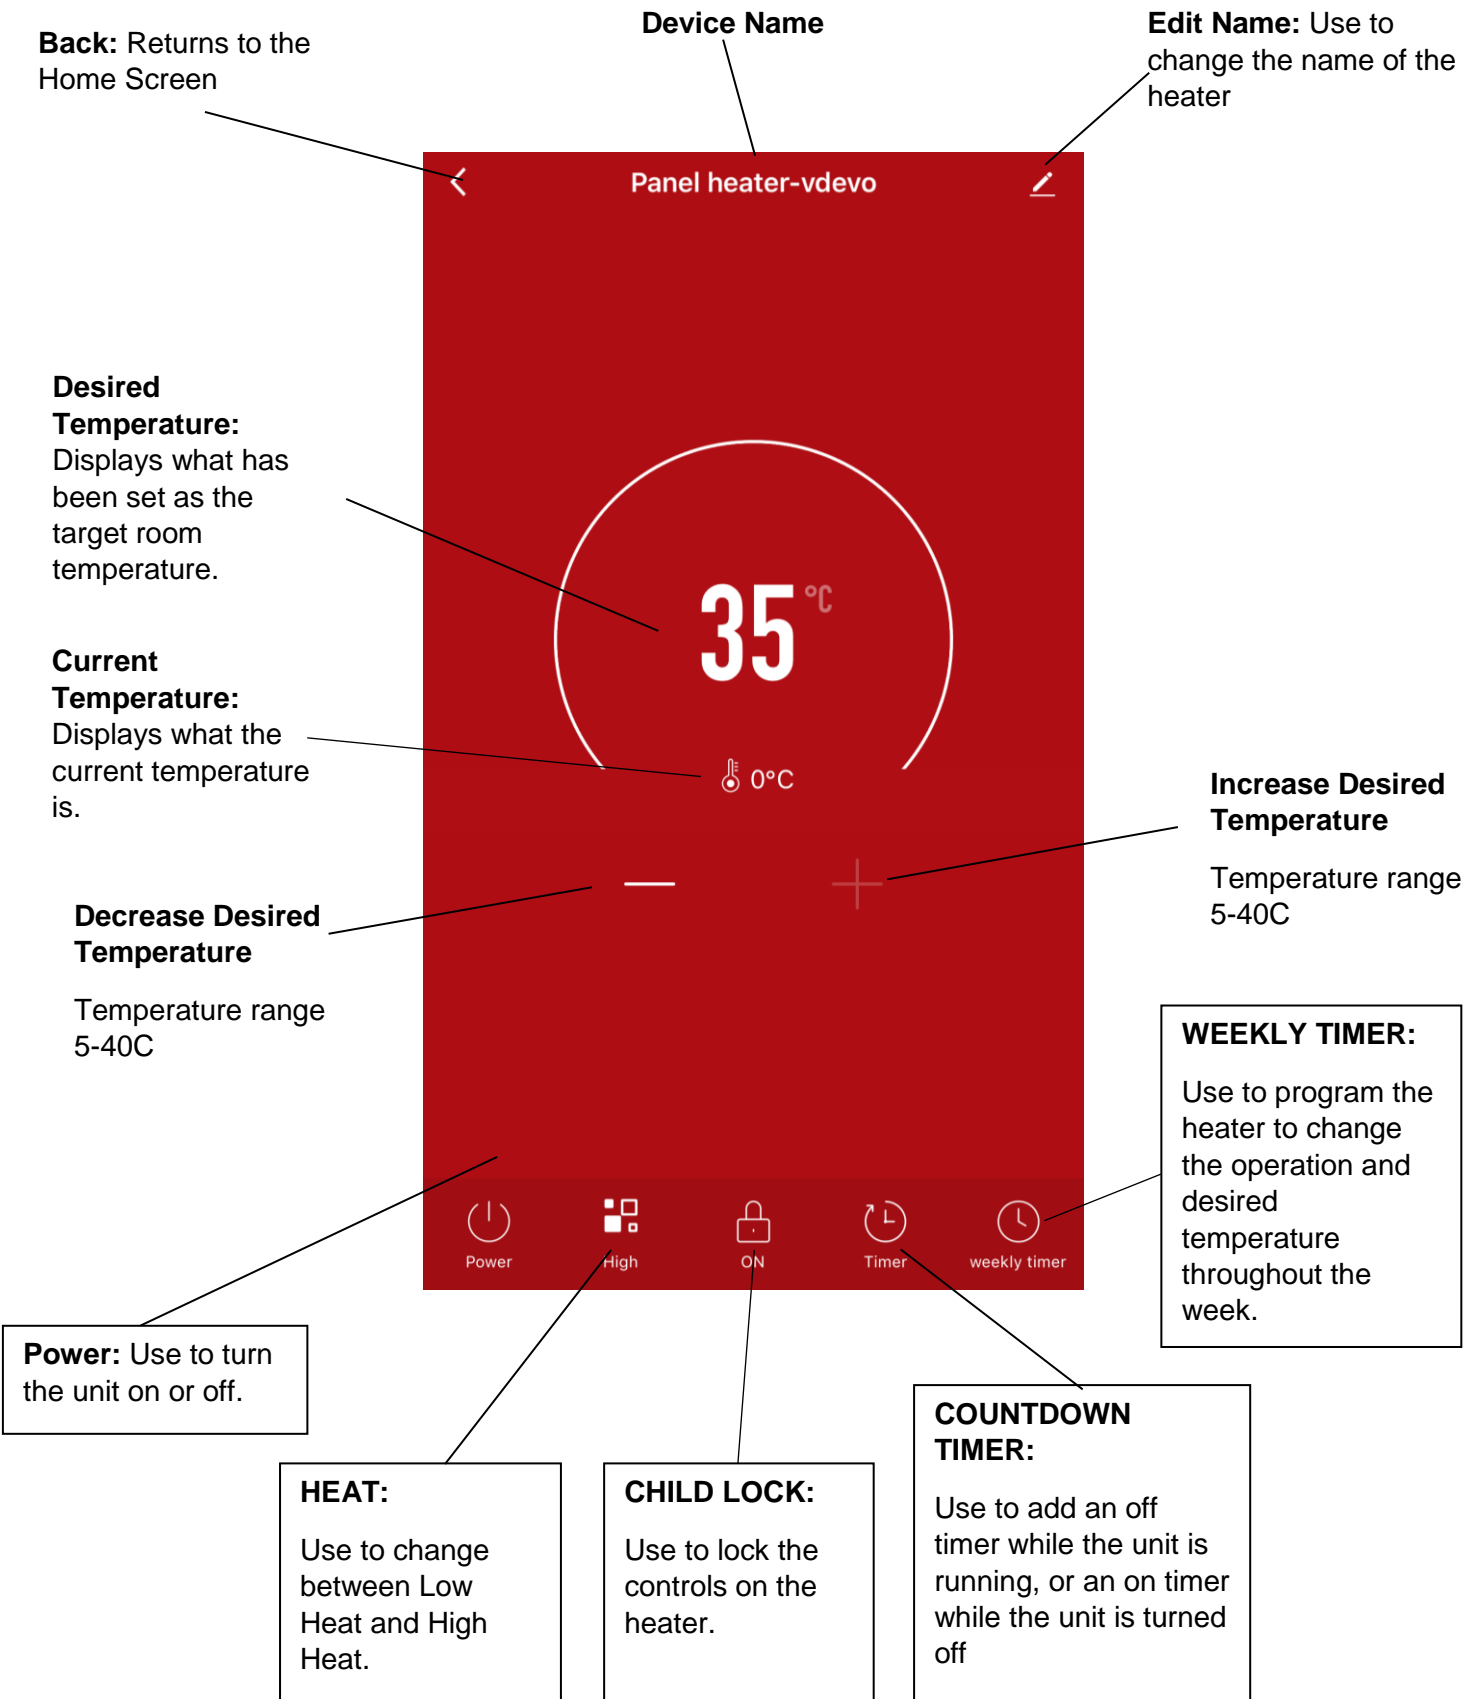 Back: Returns to the
Home Screen
Device Name
Edit Name: Use to
change the name of the
heater
Panel heater-vdevo
Desired
Temperature:
Displays what has
been set as the
target room
temperature.
35 °C
Current
Temperature:
Displays what the
current temperature
is.
0°C
Increase Desired
Temperature
Temperature range
5-40C
Decrease Desired
Temperature
Temperature range
5-40C
WEEKLY TIMER:
Use to program the
heater to change
the operation and
desired
temperature
throughout the
week.
Power
High
ON
Timer
weekly timer
Power: Use to turn
the unit on or off.
HEAT:
Use to change
between Low
Heat and High
Heat.
CHILD LOCK:
Use to lock the
controls on the
heater.
COUNTDOWN
TIMER:
Use to add an off
timer while the unit is
running, or an on timer
while the unit is turned
off